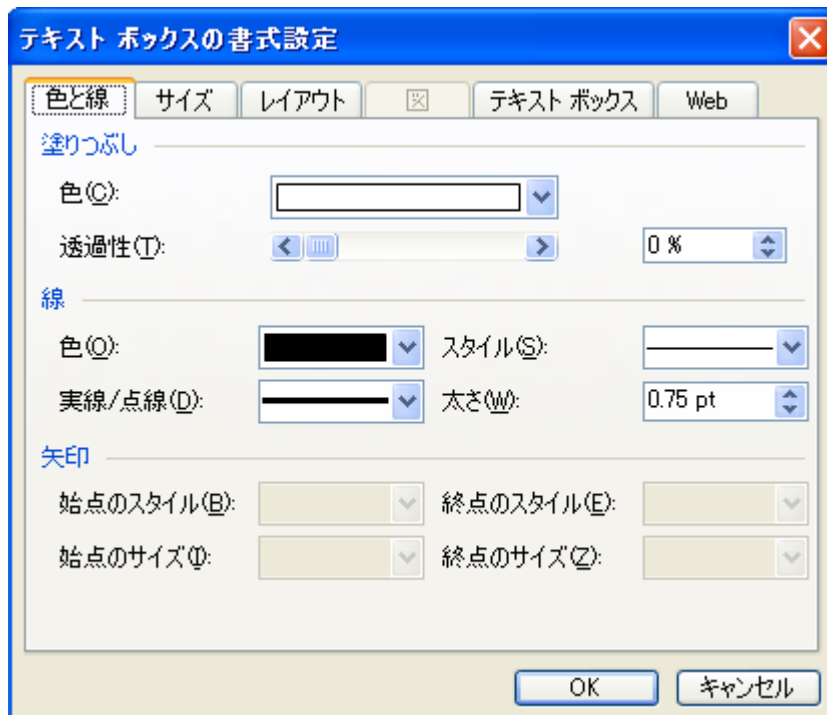 テキスト ボックスの書式設定
色と線 サイズ レイアウト 図 テキスト ボックス Web
塗りつぶし
色(C):
透過性(T): 0 %
線
色(O): スタイル(S):
実線/点線(D): 太さ(W): 0.75 pt
矢印
始点のスタイル(B): 終点のスタイル(E):
始点のサイズ(I): 終点のサイズ(Z):
OK キャンセル